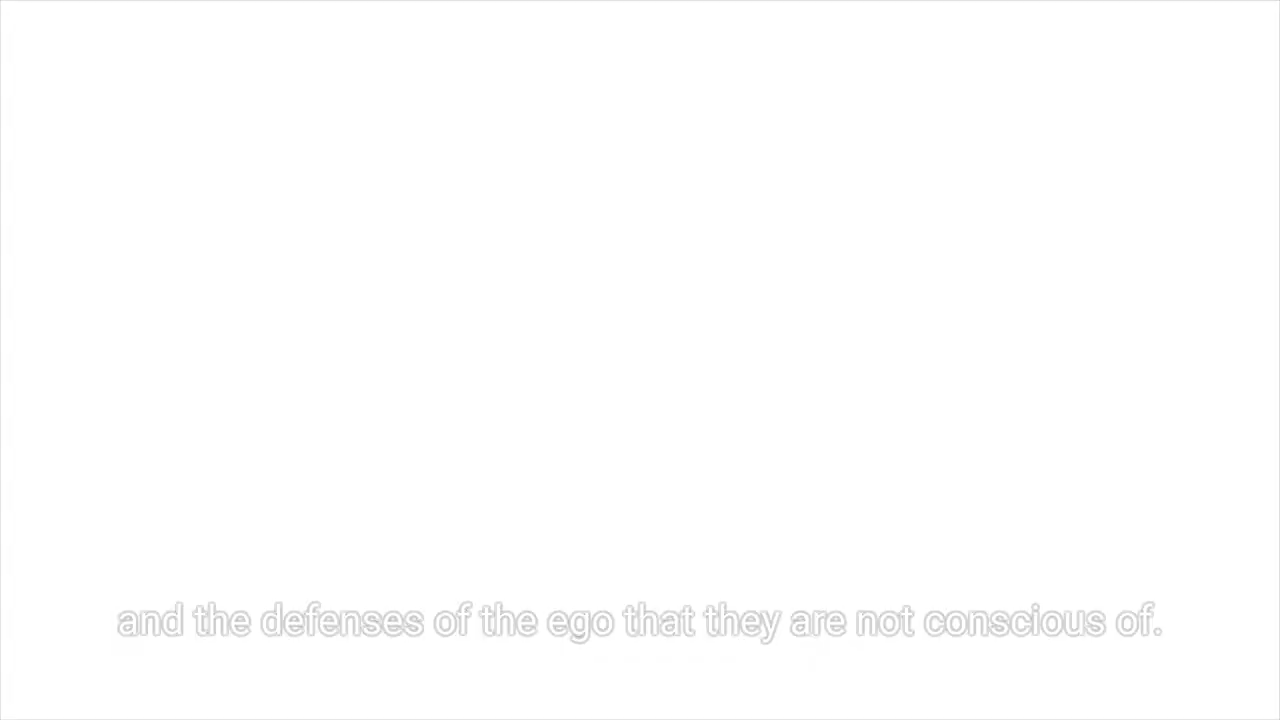 and the defenses of the ego that they are not conscious of.